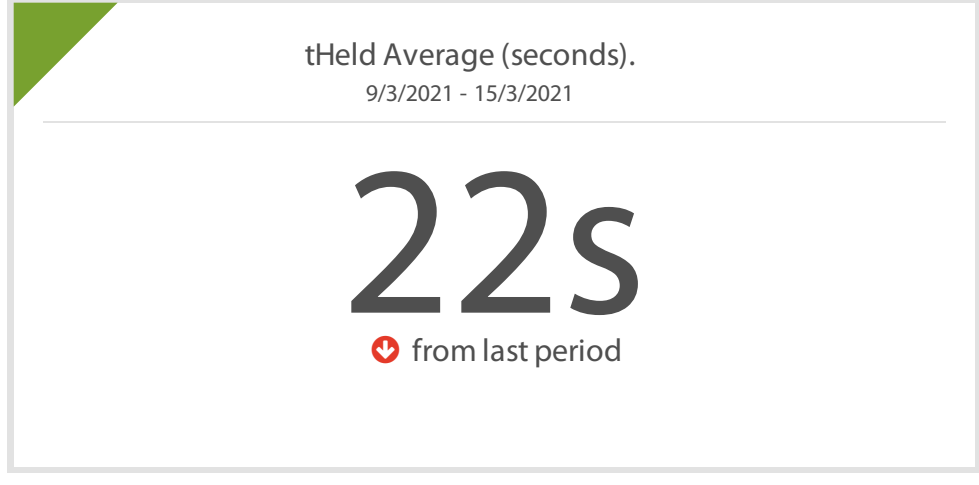 tHeld Average (seconds).
9/3/2021 - 15/3/2021
22s
from last period